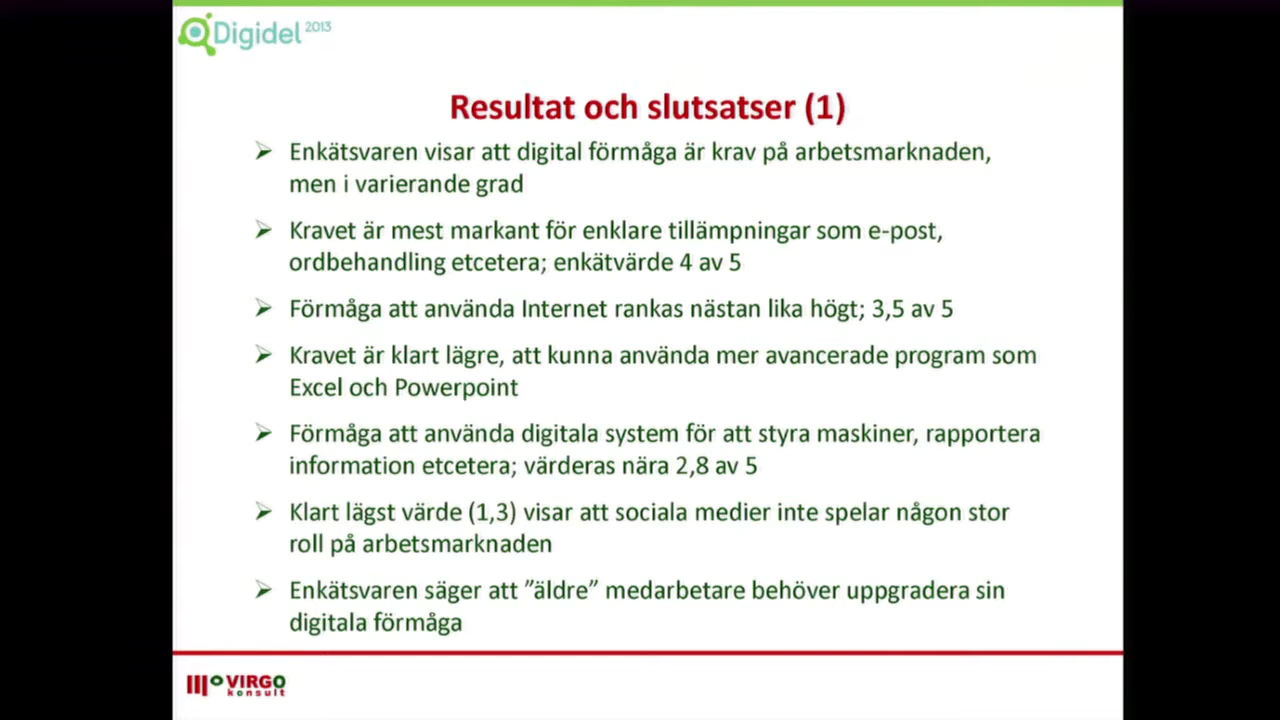 Digidel 2013
Resultat och slutsatser (1)
➢ Enkätsvaren visar att digital förmåga är krav på arbetsmarknaden,
men i varierande grad
➢ Kravet är mest markant för enklare tillämpningar som e-post,
ordbehandling etcetera; enkätvärde 4 av 5
➢ Förmåga att använda Internet rankas nästan lika högt; 3,5 av 5
➢ Kravet är klart lägre, att kunna använda mer avancerade program som
Excel och Powerpoint
➢ Förmåga att använda digitala system för att styra maskiner, rapportera
information etcetera; värderas nära 2,8 av 5
➢ Klart lägst värde (1,3) visar att sociala medier inte spelar någon stor
roll på arbetsmarknaden
➢ Enkätsvaren säger att ”äldre” medarbetare behöver uppgradera sin
digitala förmåga
VIRGO
konsult